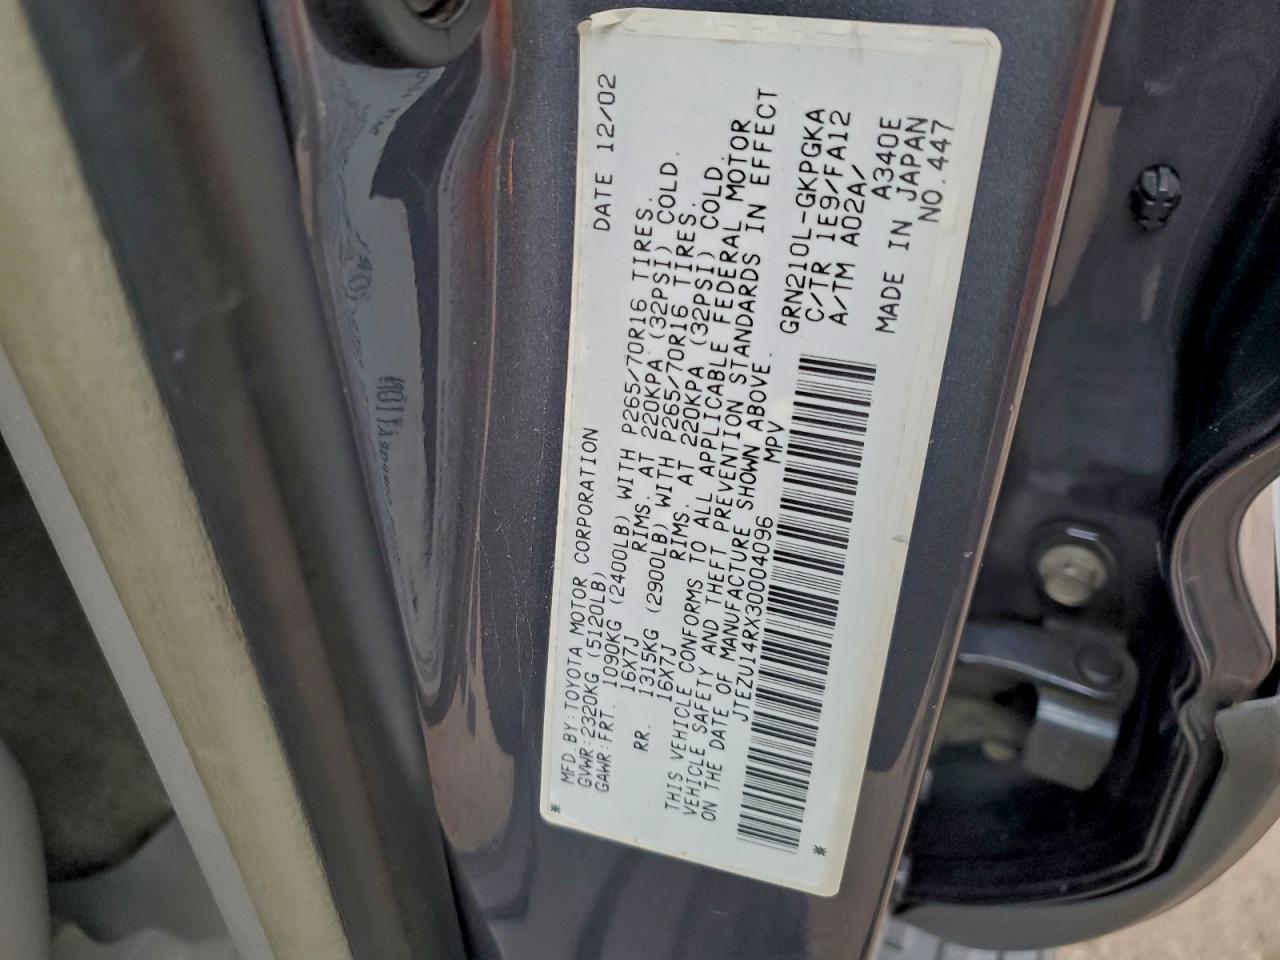 MFD.BY:TOYOTA MOTOR CORPORATION DATE 12/02
GVWR:2320KG (5120LB)
GAWR:FRT. 1090KG (2400LB) WITH P265/70R16 TIRES.
16X7J RIMS. AT 220KPA (32PSI) COLD.
RR. 1315KG (2900LB) WITH P265/70R16 TIRES.
16X7J RIMS. AT 220KPA (32PSI) COLD.
THIS VEHICLE CONFORMS TO ALL APPLICABLE FEDERAL MOTOR
VEHICLE SAFETY AND THEFT PREVENTION STANDARDS IN EFFECT
ON THE DATE OF MANUFACTURE SHOWN ABOVE.
JTEZU14RX30004096 MPV
GRN210L-GKPGKA
C/TR 1E9/FA12
A/TM A02A/
A340E
MADE IN JAPAN
NO.447